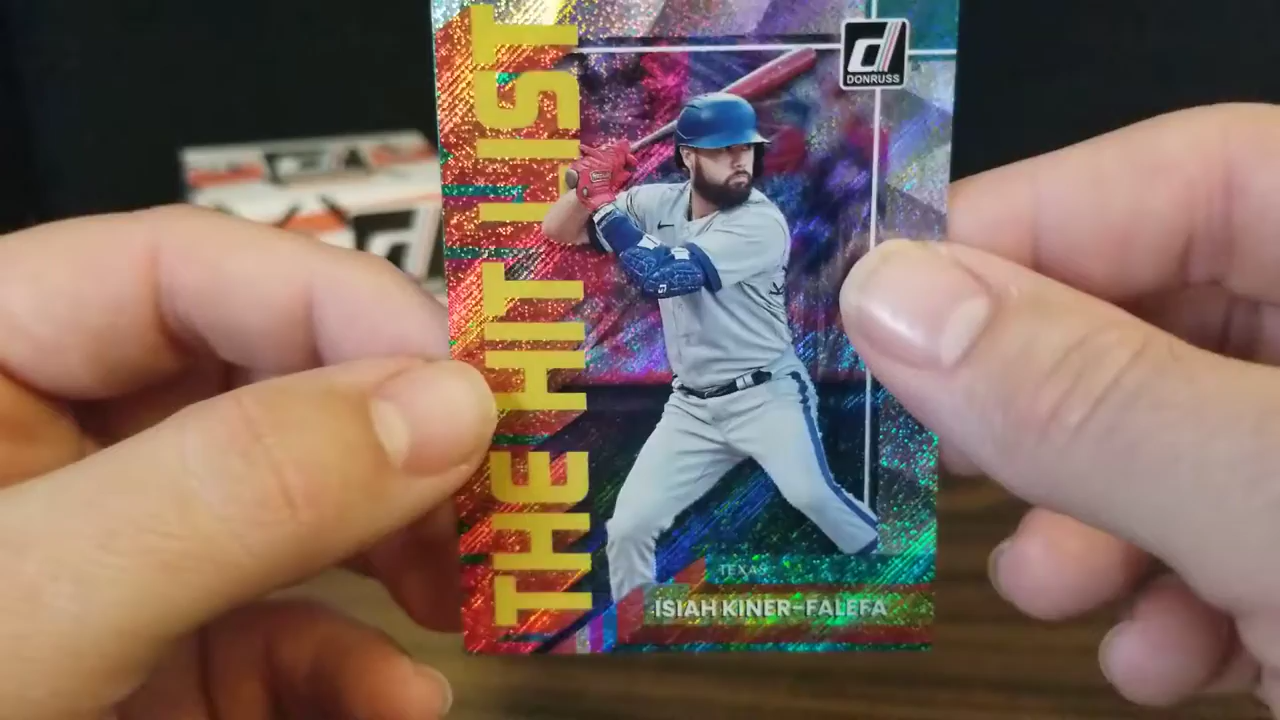 THE HIT LIST
d
DONRUSS
TEXAS
ISIAH KINER-FALEFA